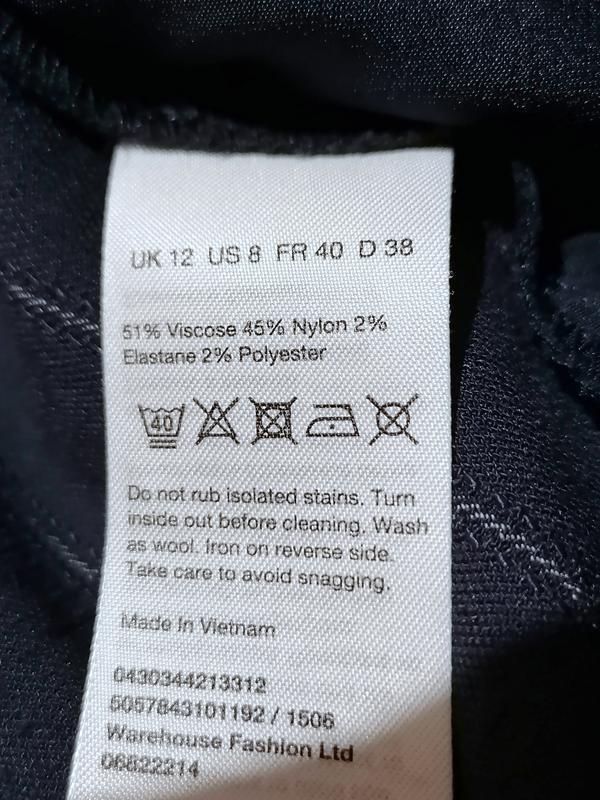 UK 12 US 8 FR 40 D 38
51% Viscose 45% Nylon 2%
Elastane 2% Polyester
40
Do not rub isolated stains. Turn
inside out before cleaning. Wash
as wool. Iron on reverse side.
Take care to avoid snagging.
Made In Vietnam
0430344213312
5057843101192 / 1506
Warehouse Fashion Ltd
06822214